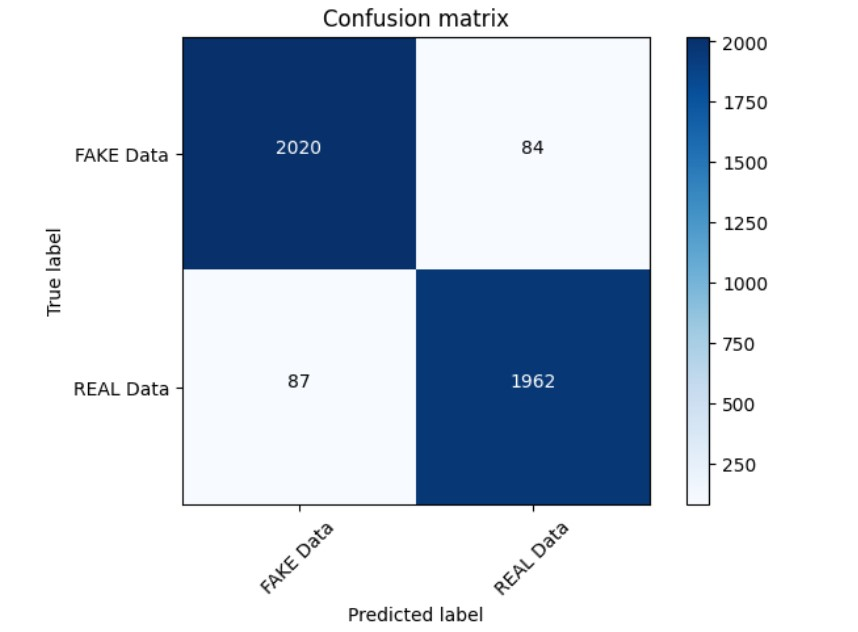 Confusion matrix
FAKE Data
2020
84
REAL Data
87
1962
True label
FAKE Data
REAL Data
Predicted label
2000
1750
1500
1250
1000
750
500
250